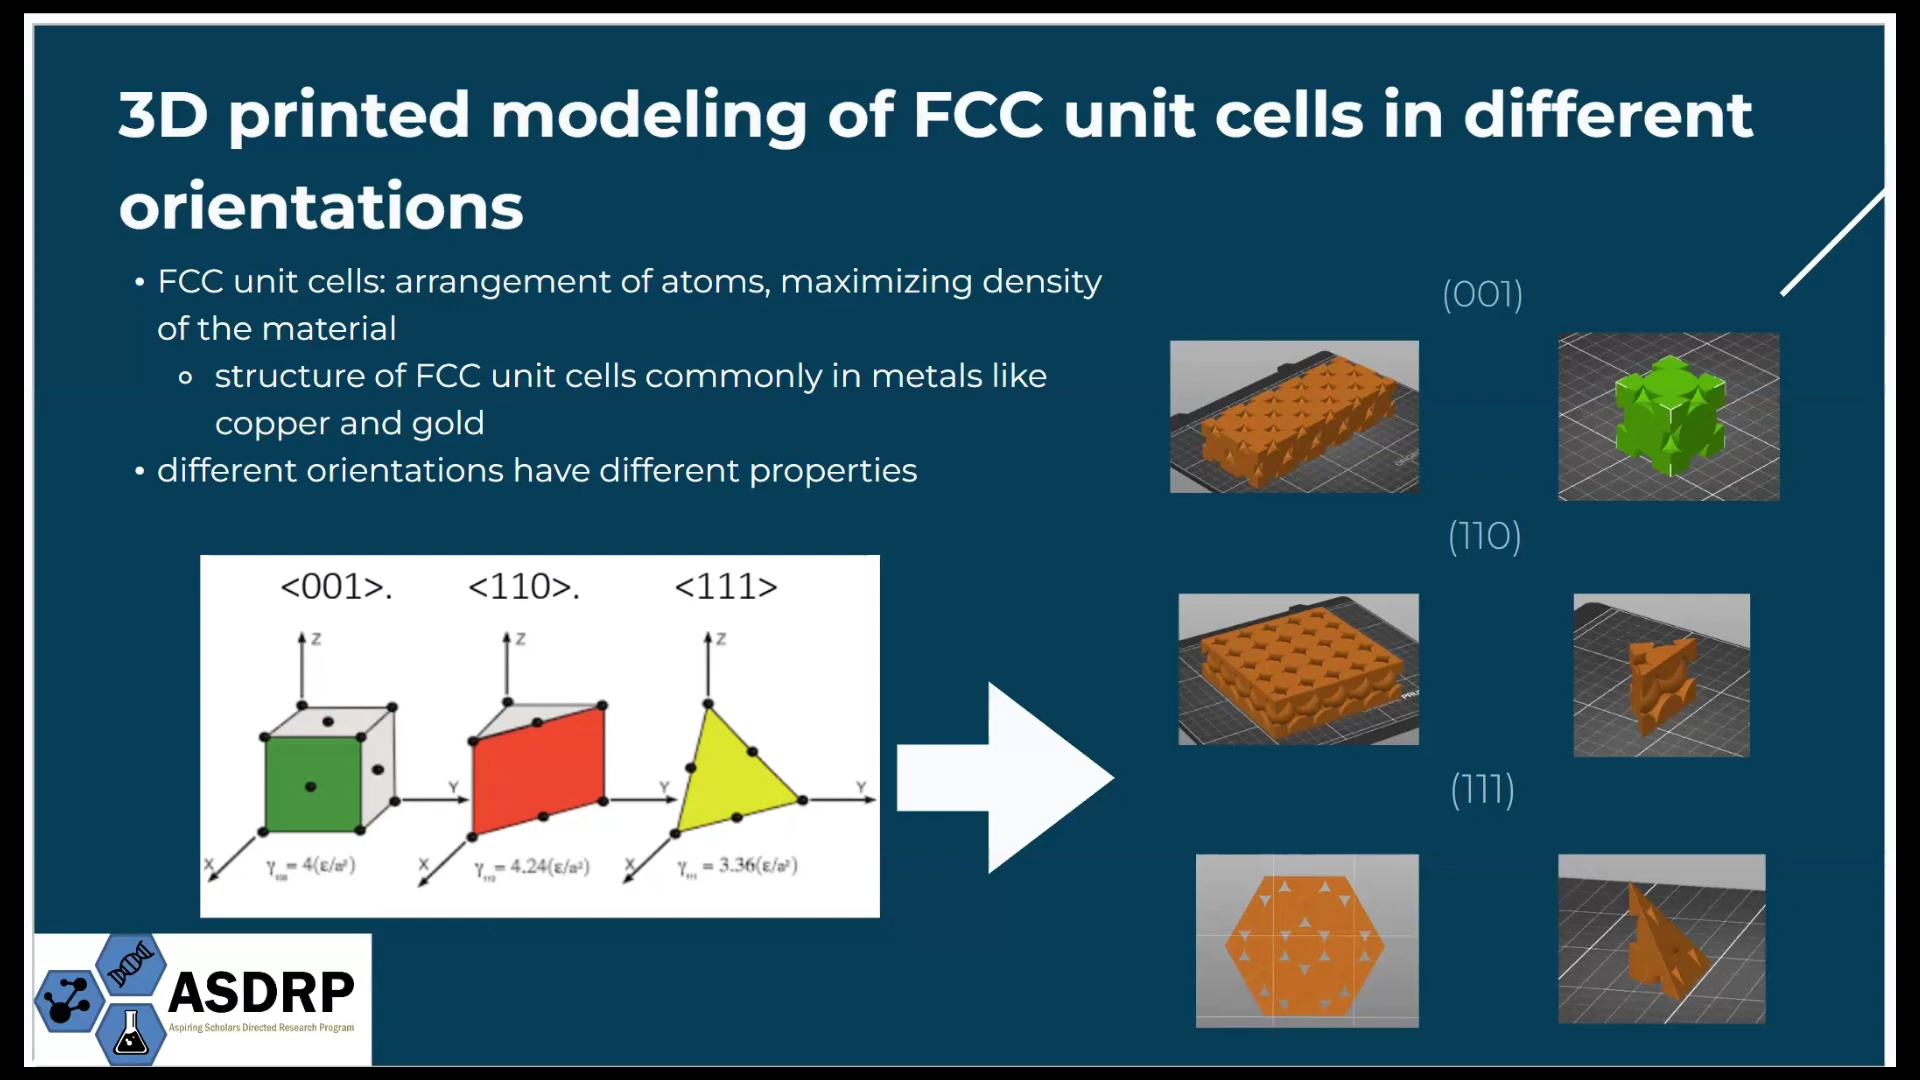 3D printed modeling of FCC unit cells in different
orientations
• FCC unit cells: arrangement of atoms, maximizing density
of the material
∘ structure of FCC unit cells commonly in metals like
copper and gold
• different orientations have different properties
(001)
(110)
(111)
<001>. <110>. <111>
Z Z Z
Y Y Y
X X X
= 4(ε/a²) = 4.24(ε/a²) γ₁₁₁ = 3.36(ε/a²)
ASDRP
Aspiring Scholars Directed Research Program